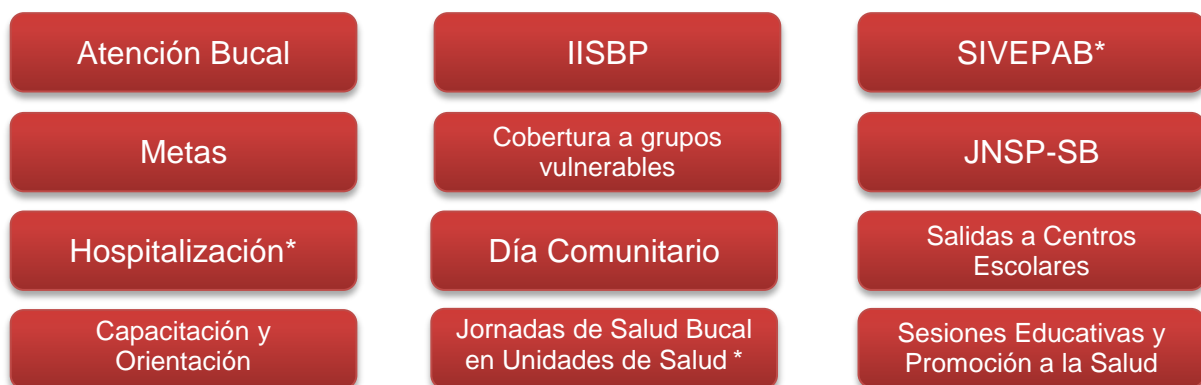 Atención Bucal
IISBP
SIVEPAB*
Metas
Cobertura a grupos
vulnerables
JNSP-SB
Hospitalización*
Día Comunitario
Salidas a Centros
Escolares
Capacitación y
Orientación
Jornadas de Salud Bucal
en Unidades de Salud *
Sesiones Educativas y
Promoción a la Salud